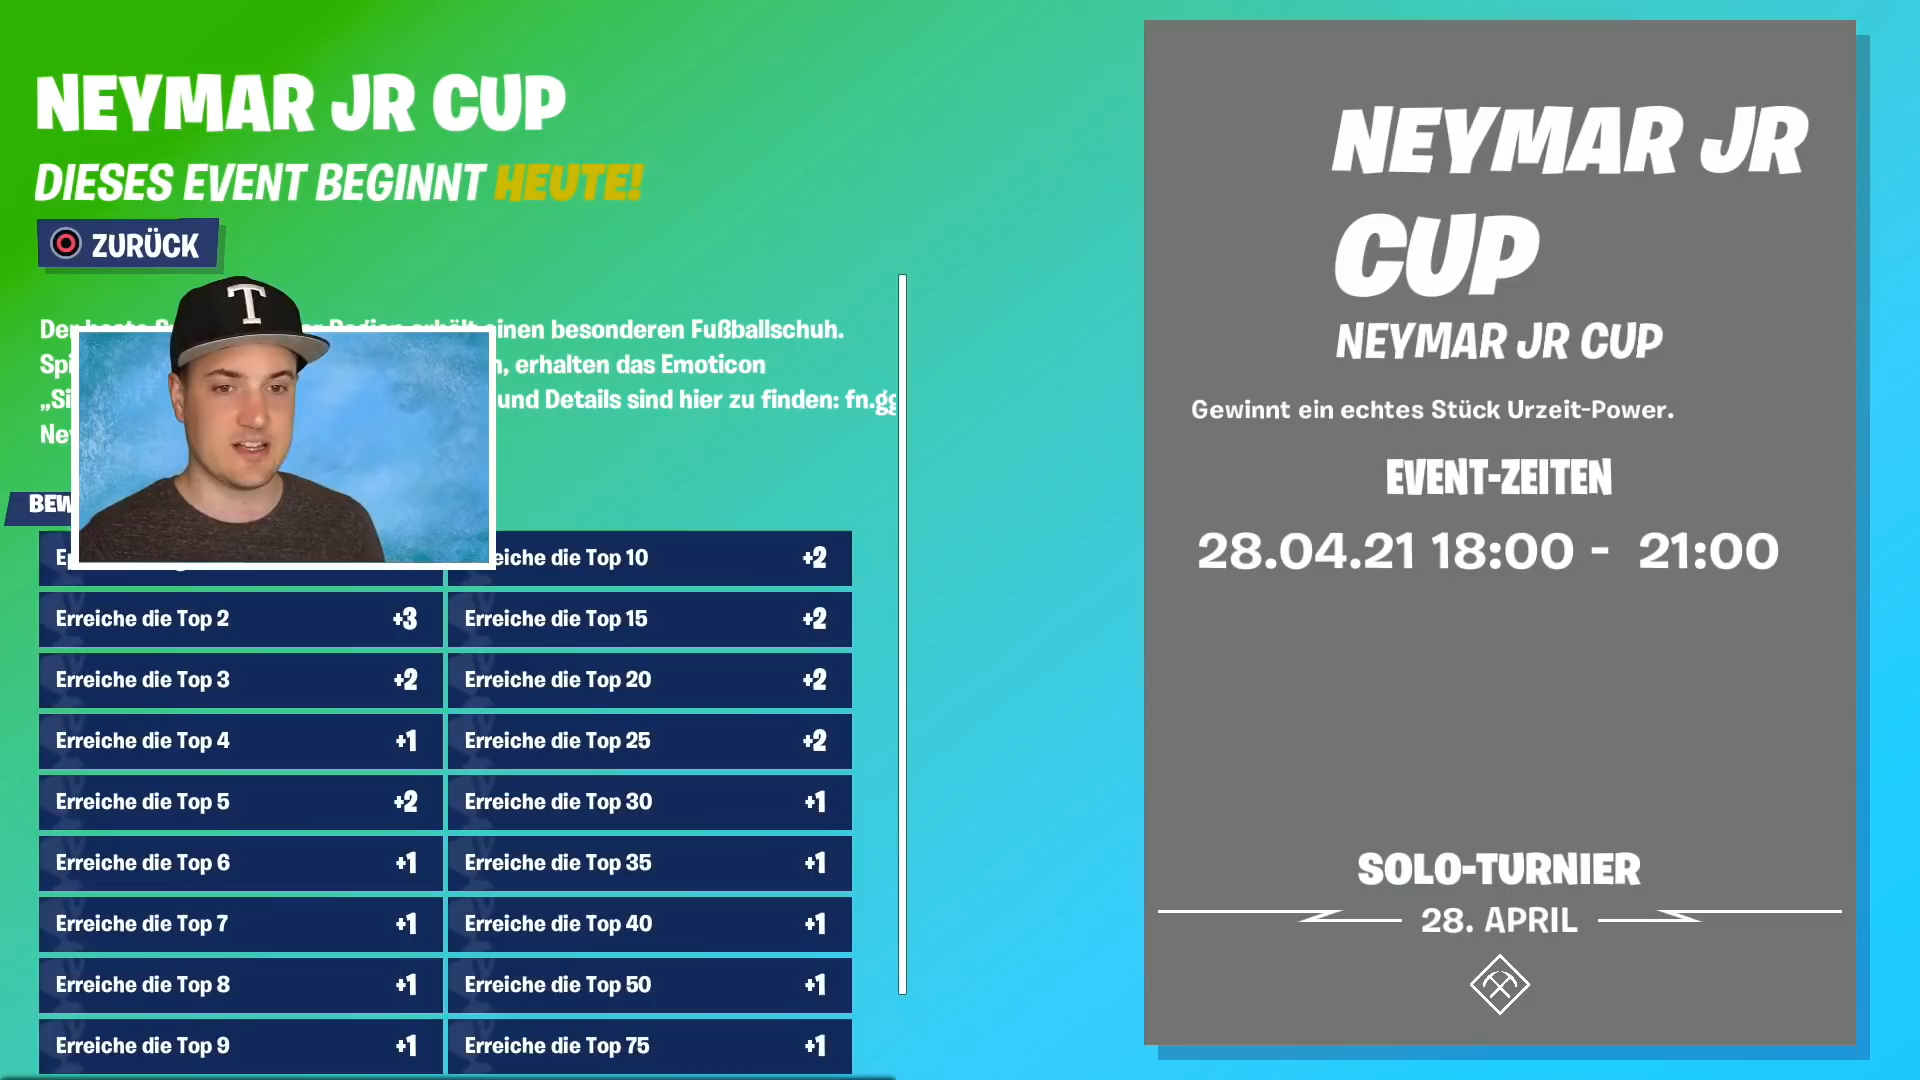 NEYMAR JR CUP
DIESES EVENT BEGINNT HEUTE!
ZURÜCK
T
Der einen besonderen Fußballschuh.
erhalten das Emoticon
und Details sind hier zu finden: fn.gg
Erreiche die Top 2 +3
Erreiche die Top 3 +2
Erreiche die Top 4 +1
Erreiche die Top 5 +2
Erreiche die Top 6 +1
Erreiche die Top 7 +1
Erreiche die Top 8 +1
Erreiche die Top 9 +1
die Top 10 +2
Erreiche die Top 15 +2
Erreiche die Top 20 +2
Erreiche die Top 25 +2
Erreiche die Top 30 +1
Erreiche die Top 35 +1
Erreiche die Top 40 +1
Erreiche die Top 50 +1
Erreiche die Top 75 +1
NEYMAR JR
CUP
NEYMAR JR CUP
Gewinnt ein echtes Stück Urzeit-Power.
EVENT-ZEITEN
28.04.21 18:00 - 21:00
SOLO-TURNIER
28. APRIL